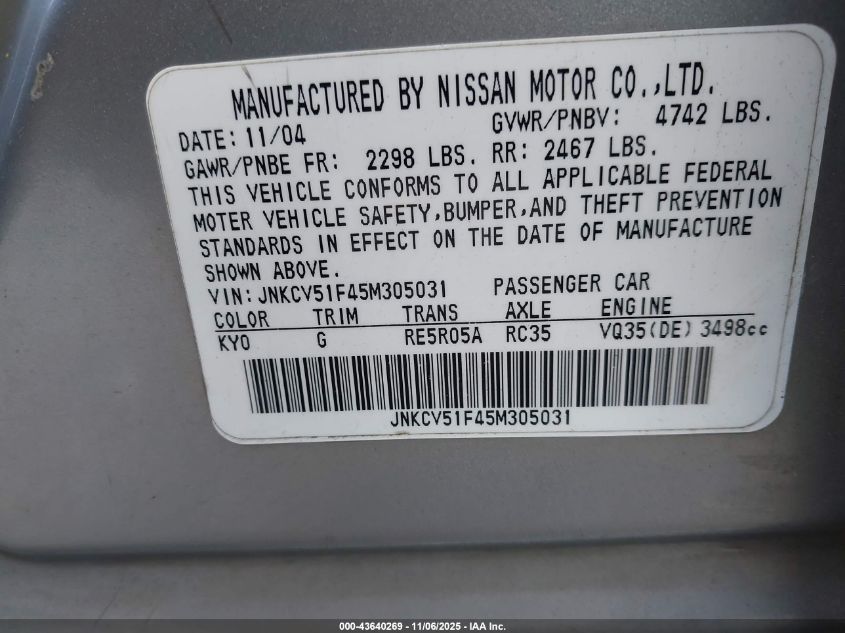 MANUFACTURED BY NISSAN MOTOR CO.,LTD.
DATE: 11/04 GVWR/PNBV: 4742 LBS.
GAWR/PNBE FR: 2298 LBS. RR: 2467 LBS.
THIS VEHICLE CONFORMS TO ALL APPLICABLE FEDERAL
MOTER VEHICLE SAFETY,BUMPER,AND THEFT PREVENTION
STANDARDS IN EFFECT ON THE DATE OF MANUFACTURE
SHOWN ABOVE.
VIN: JNKCV51F45M305031 PASSENGER CAR
COLOR TRIM TRANS AXLE ENGINE
KY0 G RE5R05A RC35 VQ35(DE) 3498cc
JNKCV51F45M305031
000-43640269 - 11/06/2025 - IAA Inc.